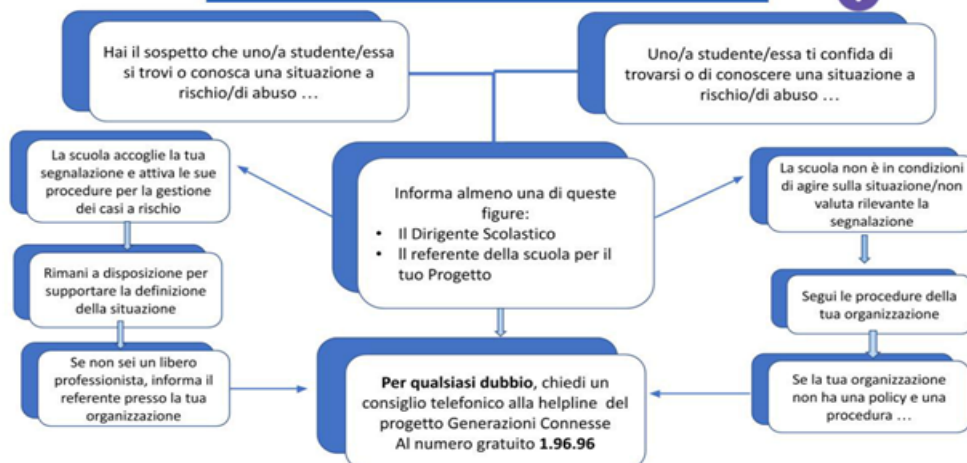 Hai il sospetto che uno/a studente/essa
si trovi o conosca una situazione a
rischio/di abuso …
Uno/a studente/essa ti confida di
trovarsi o di conoscere una situazione a
rischio/di abuso …
La scuola accoglie la tua
segnalazione e attiva le sue
procedure per la gestione
dei casi a rischio
Informa almeno una di queste
figure:
• Il Dirigente Scolastico
• Il referente della scuola per il
tuo Progetto
La scuola non è in condizioni
di agire sulla situazione/non
valuta rilevante la
segnalazione
Rimani a disposizione per
supportare la definizione
della situazione
Segui le procedure della
tua organizzazione
Se non sei un libero
professionista, informa il
referente presso la tua
organizzazione
Per qualsiasi dubbio, chiedi un
consiglio telefonico alla helpline del
progetto Generazioni Connesse
Al numero gratuito 1.96.96
Se la tua organizzazione
non ha una policy e una
procedura …